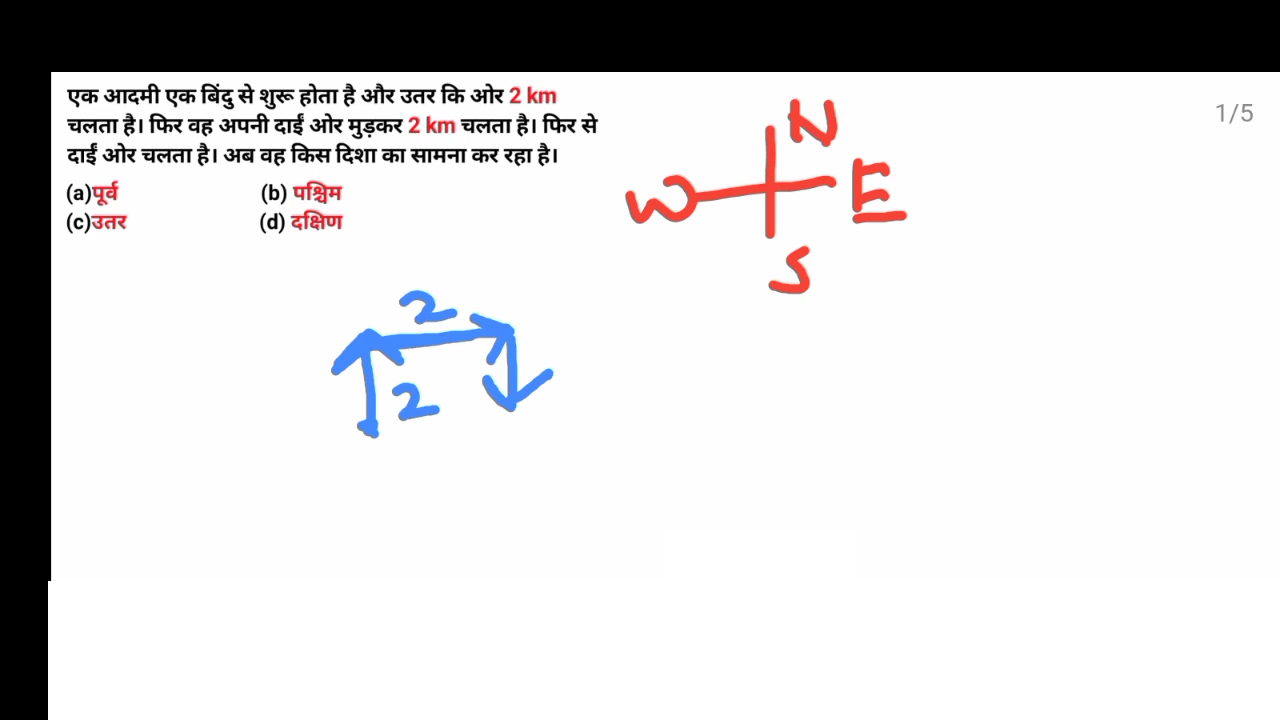 एक आदमी एक बिंदु से शुरू होता है और उतर कि ओर 2 km
चलता है। फिर वह अपनी दाईं ओर मुड़कर 2 km चलता है। फिर से
दाईं ओर चलता है। अब वह किस दिशा का सामना कर रहा है।
(a)पूर्व (b) पश्चिम
(c)उतर (d) दक्षिण
1/5
N
W E
S
2
2